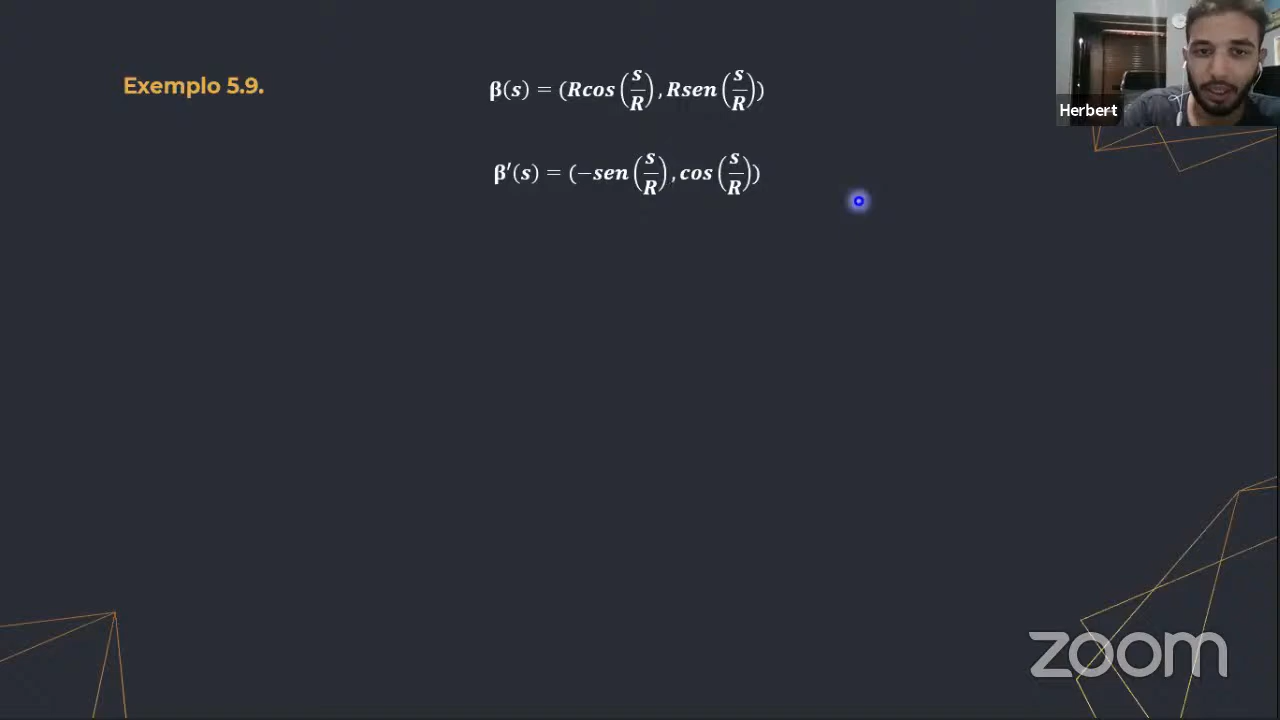 Exemplo 5.9.
β(s) = (Rcos(s/R), Rsen(s/R))
β′(s) = (−sen(s/R), cos(s/R))
Herbert
zoom